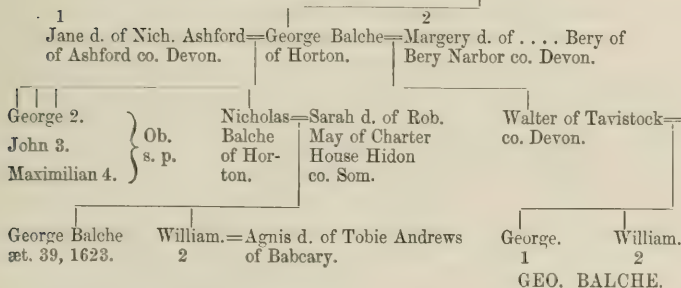 1 2
Jane d. of Nich. Ashford=George Balche=Margery d. of .... Bery of
of Ashford co. Devon. of Horton. Bery Narbor co. Devon.
George 2. Nicholas=Sarah d. of Rob. Walter of Tavistock=
John 3. Ob. Balche May of Charter co. Devon.
s. p. of Hor- House Hidon
Maximilian 4. ton. co. Som.
George Balche William.=Agnis d. of Tobie Andrews George. William.
æt. 39, 1623. 2 of Babcary. 1 2
GEO. BALCHE.